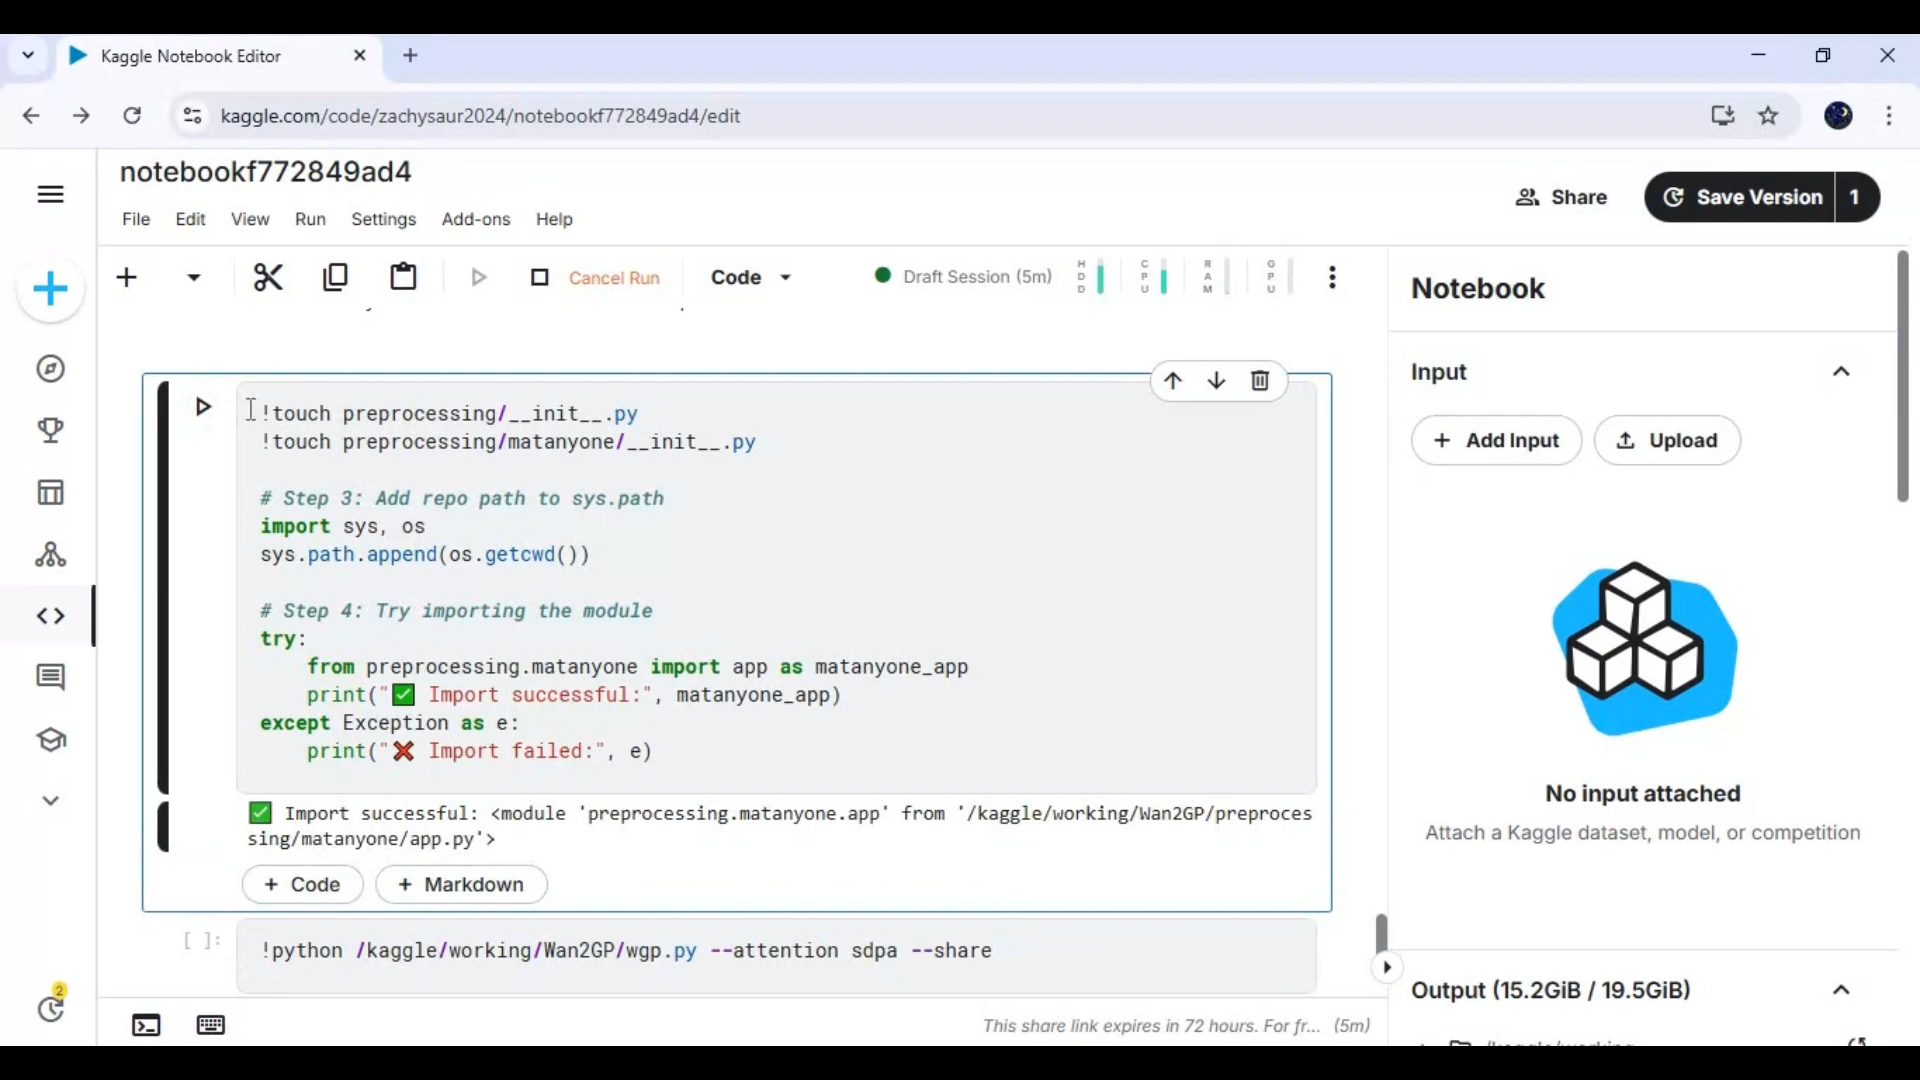 Kaggle Notebook Editor
kaggle.com/code/zachysaur2024/notebookf772849ad4/edit
notebookf772849ad4
File Edit View Run Settings Add-ons Help
Share
Save Version 1
Cancel Run
Code
Draft Session (5m)
HDD
CPU
RAM
GPU
!touch preprocessing/__init__.py
!touch preprocessing/matanyone/__init__.py
# Step 3: Add repo path to sys.path
import sys, os
sys.path.append(os.getcwd())
# Step 4: Try importing the module
try:
    from preprocessing.matanyone import app as matanyone_app
    print("✅ Import successful:", matanyone_app)
except Exception as e:
    print("❌ Import failed:", e)
✅ Import successful: <module 'preprocessing.matanyone.app' from '/kaggle/working/Wan2GP/preproces
sing/matanyone/app.py'>
+ Code + Markdown
[ ]:
!python /kaggle/working/Wan2GP/wgp.py --attention sdpa --share
2
This share link expires in 72 hours. For fr... (5m)
Notebook
Input
+ Add Input
Upload
No input attached
Attach a Kaggle dataset, model, or competition
Output (15.2GiB / 19.5GiB)